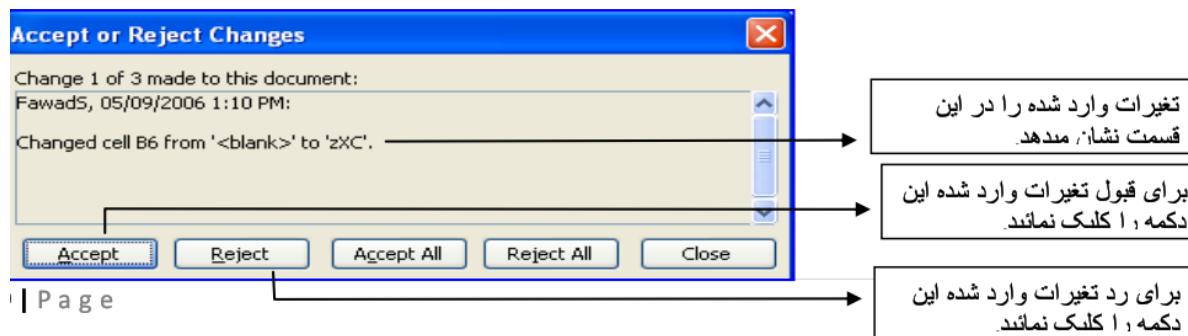 Accept or Reject Changes
Change 1 of 3 made to this document:
FawadS, 05/09/2006 1:10 PM:
Changed cell B6 from '<blank>' to 'zXC'.
Accept Reject Accept All Reject All Close
تغیرات وارد شده را در این
قسمت نشان میدهد.
برای قبول تغیرات وارد شده این
دکمه را کلیک نمائید.
برای رد تغیرات وارد شده این
دکمه را کلیک نمائید.
| Page